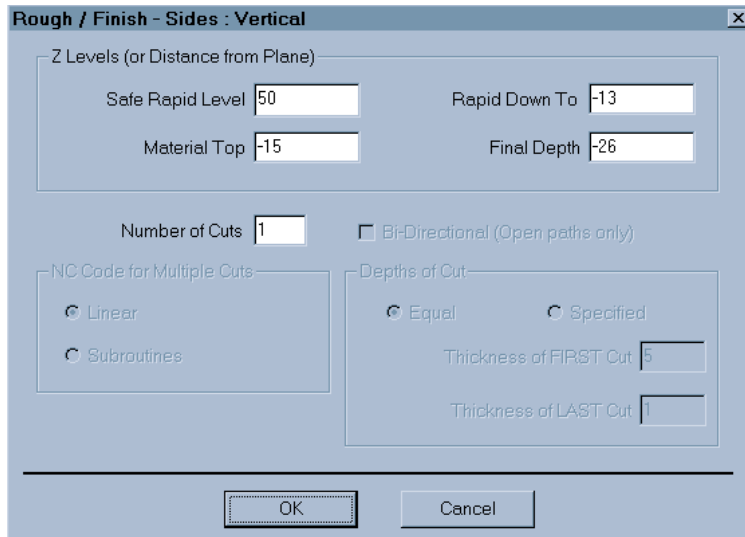 Rough / Finish - Sides : Vertical
Z Levels (or Distance from Plane)
Safe Rapid Level 50 Rapid Down To -13
Material Top -15 Final Depth -26
Number of Cuts 1 Bi-Directional (Open paths only)
NC Code for Multiple Cuts Depths of Cut
Linear Equal Specified
Subroutines Thickness of FIRST Cut 5
Thickness of LAST Cut 1
OK Cancel